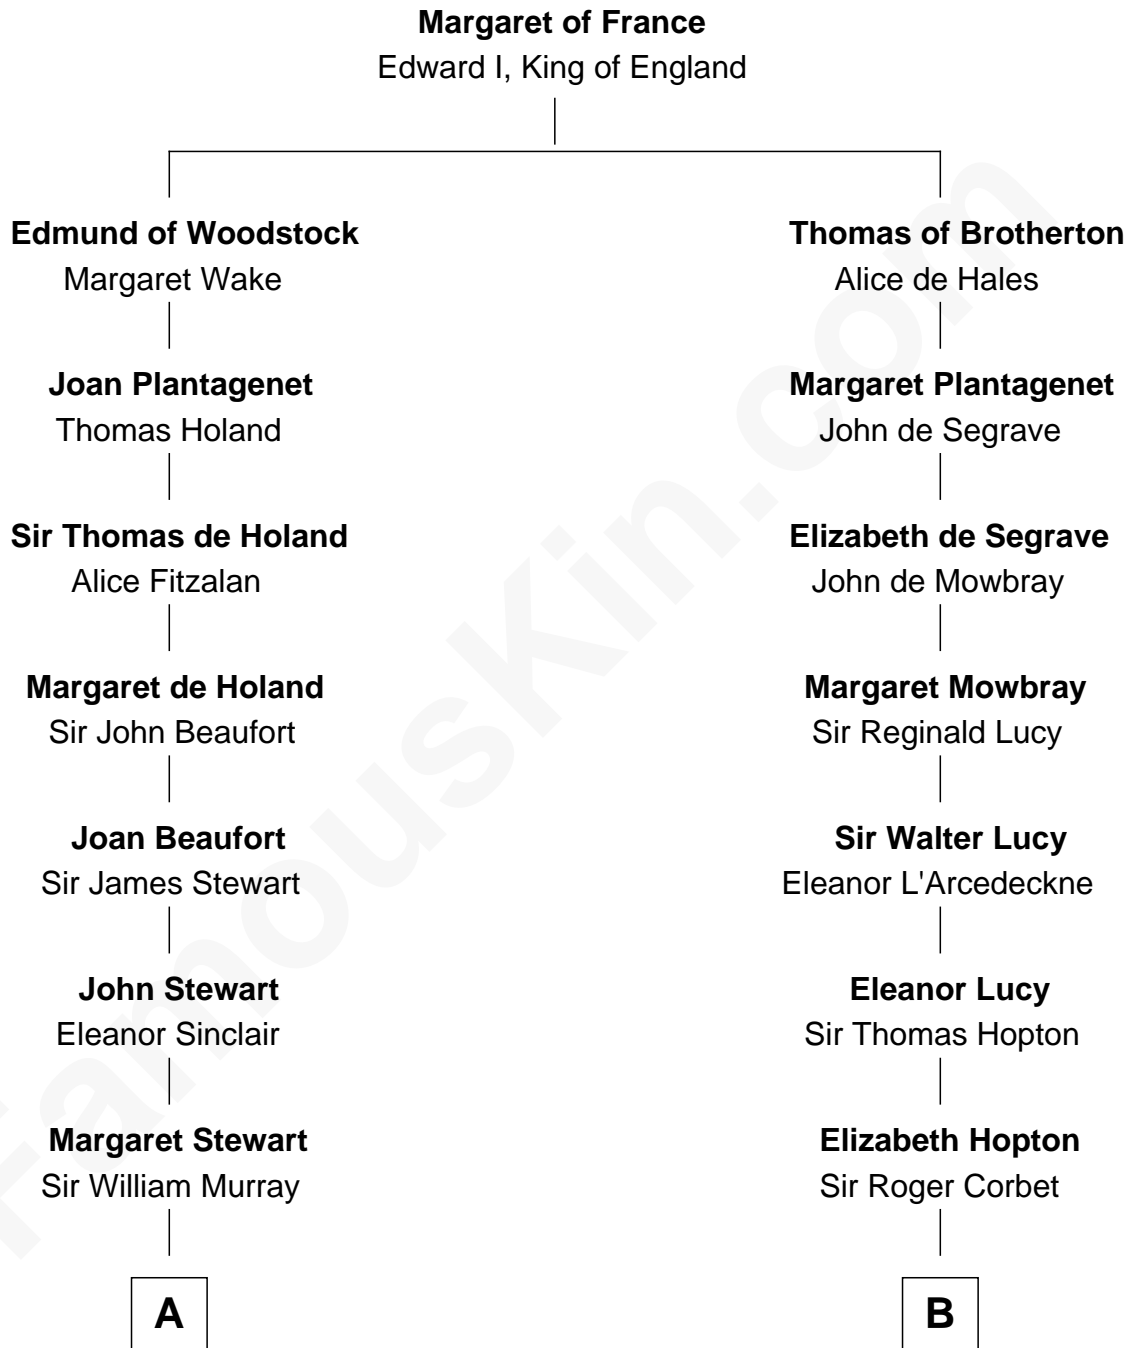 Margaret of France
Edward I, King of England
Edmund of Woodstock
Margaret Wake
Thomas of Brotherton
Alice de Hales
Joan Plantagenet
Thomas Holand
Margaret Plantagenet
John de Segrave
Sir Thomas de Holand
Alice Fitzalan
Elizabeth de Segrave
John de Mowbray
Margaret de Holand
Sir John Beaufort
Margaret Mowbray
Sir Reginald Lucy
Joan Beaufort
Sir James Stewart
Sir Walter Lucy
Eleanor L'Arcedeckne
John Stewart
Eleanor Sinclair
Eleanor Lucy
Sir Thomas Hopton
Margaret Stewart
Sir William Murray
Elizabeth Hopton
Sir Roger Corbet
A
B
FamousKin.com